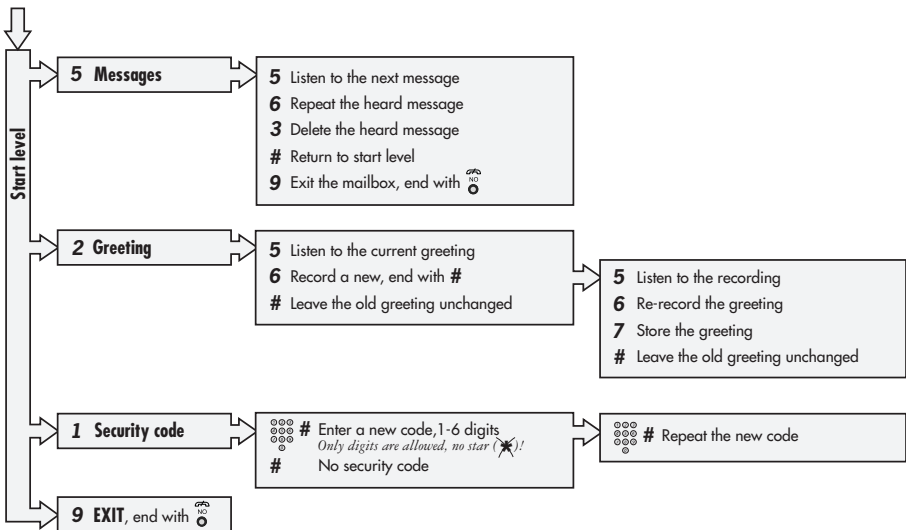 Start level
5 Messages
5 Listen to the next message
6 Repeat the heard message
3 Delete the heard message
# Return to start level
9 Exit the mailbox, end with NO
2 Greeting
5 Listen to the current greeting
6 Record a new, end with #
# Leave the old greeting unchanged
5 Listen to the recording
6 Re-record the greeting
7 Store the greeting
# Leave the old greeting unchanged
1 Security code
# Enter a new code,1-6 digits
Only digits are allowed, no star (*)!
# No security code
# Repeat the new code
9 EXIT, end with NO